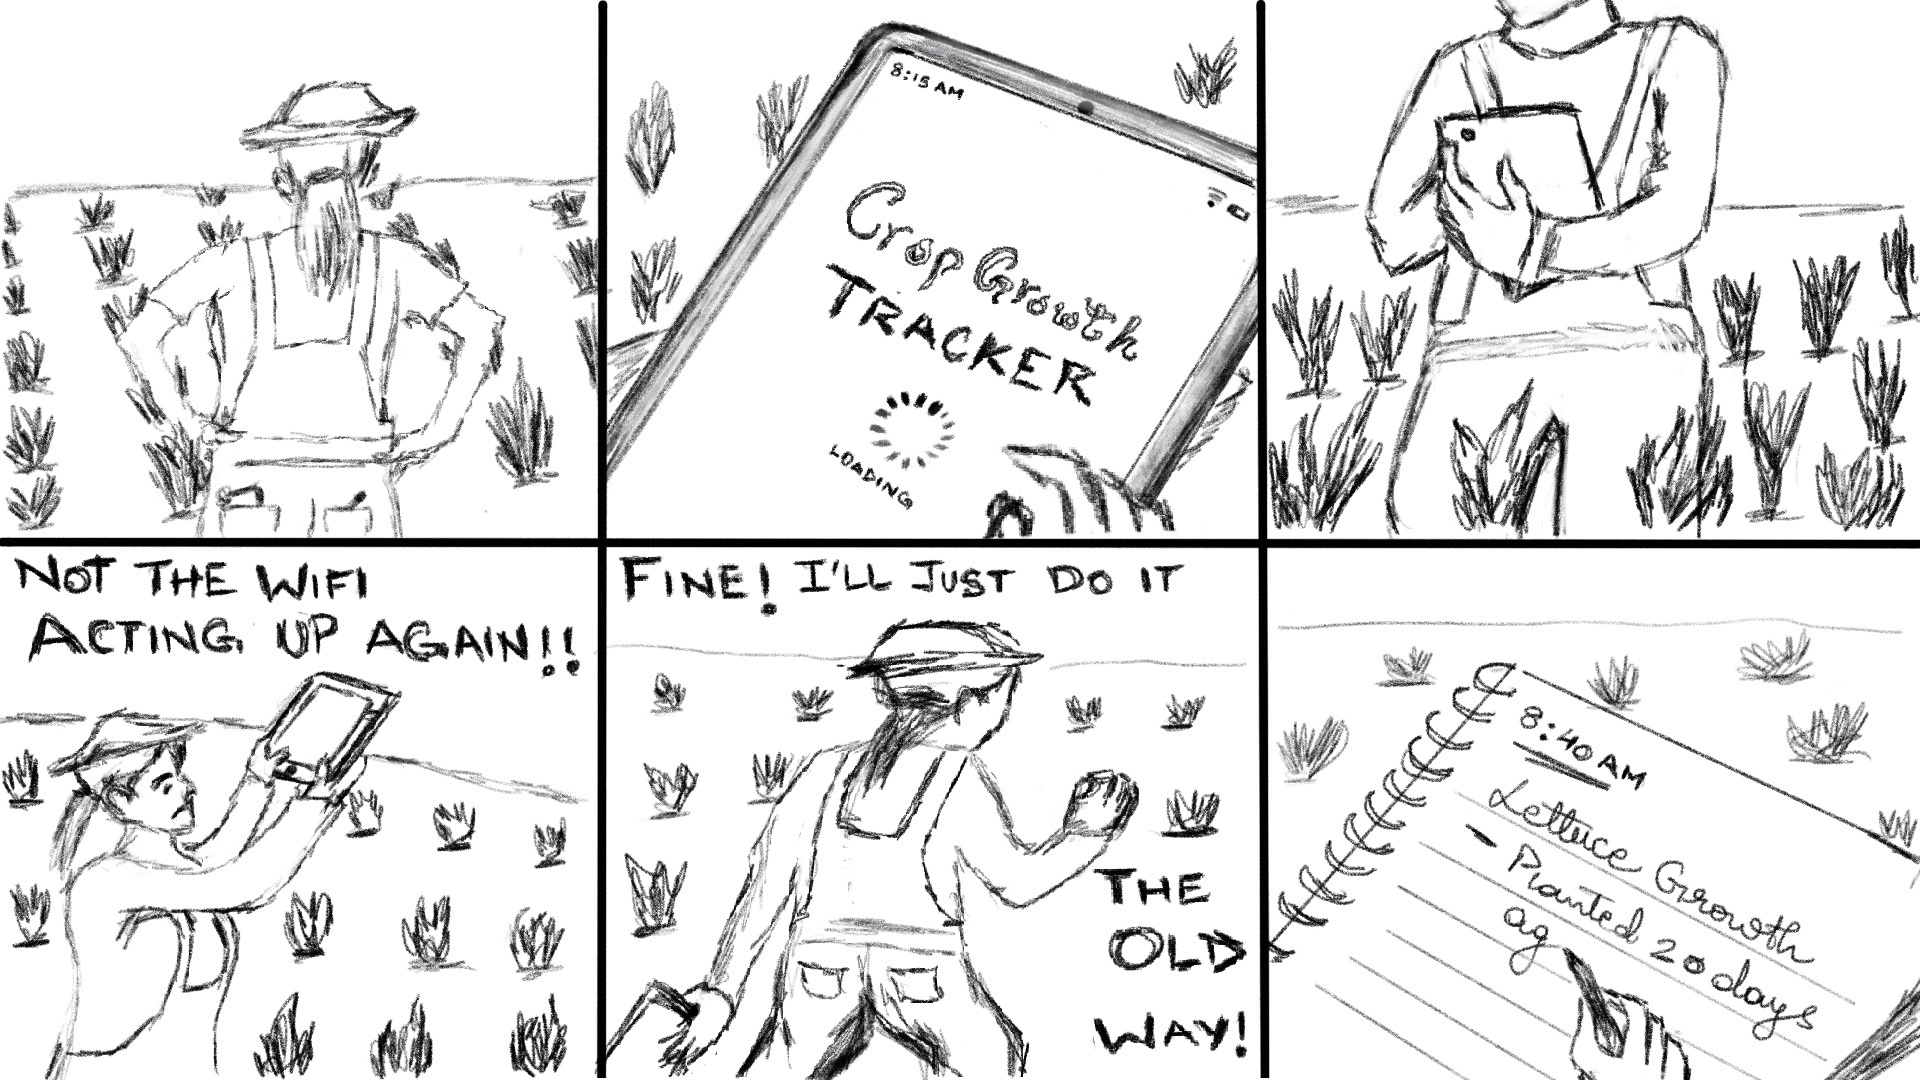 8:15 AM
Crop Growth
TRACKER
LOADING
NOT THE WIFI
ACTING UP AGAIN!!
FINE! I'LL JUST DO IT
THE
OLD
WAY!
8:40 AM
Lettuce Growth
- Planted 20 days
ag